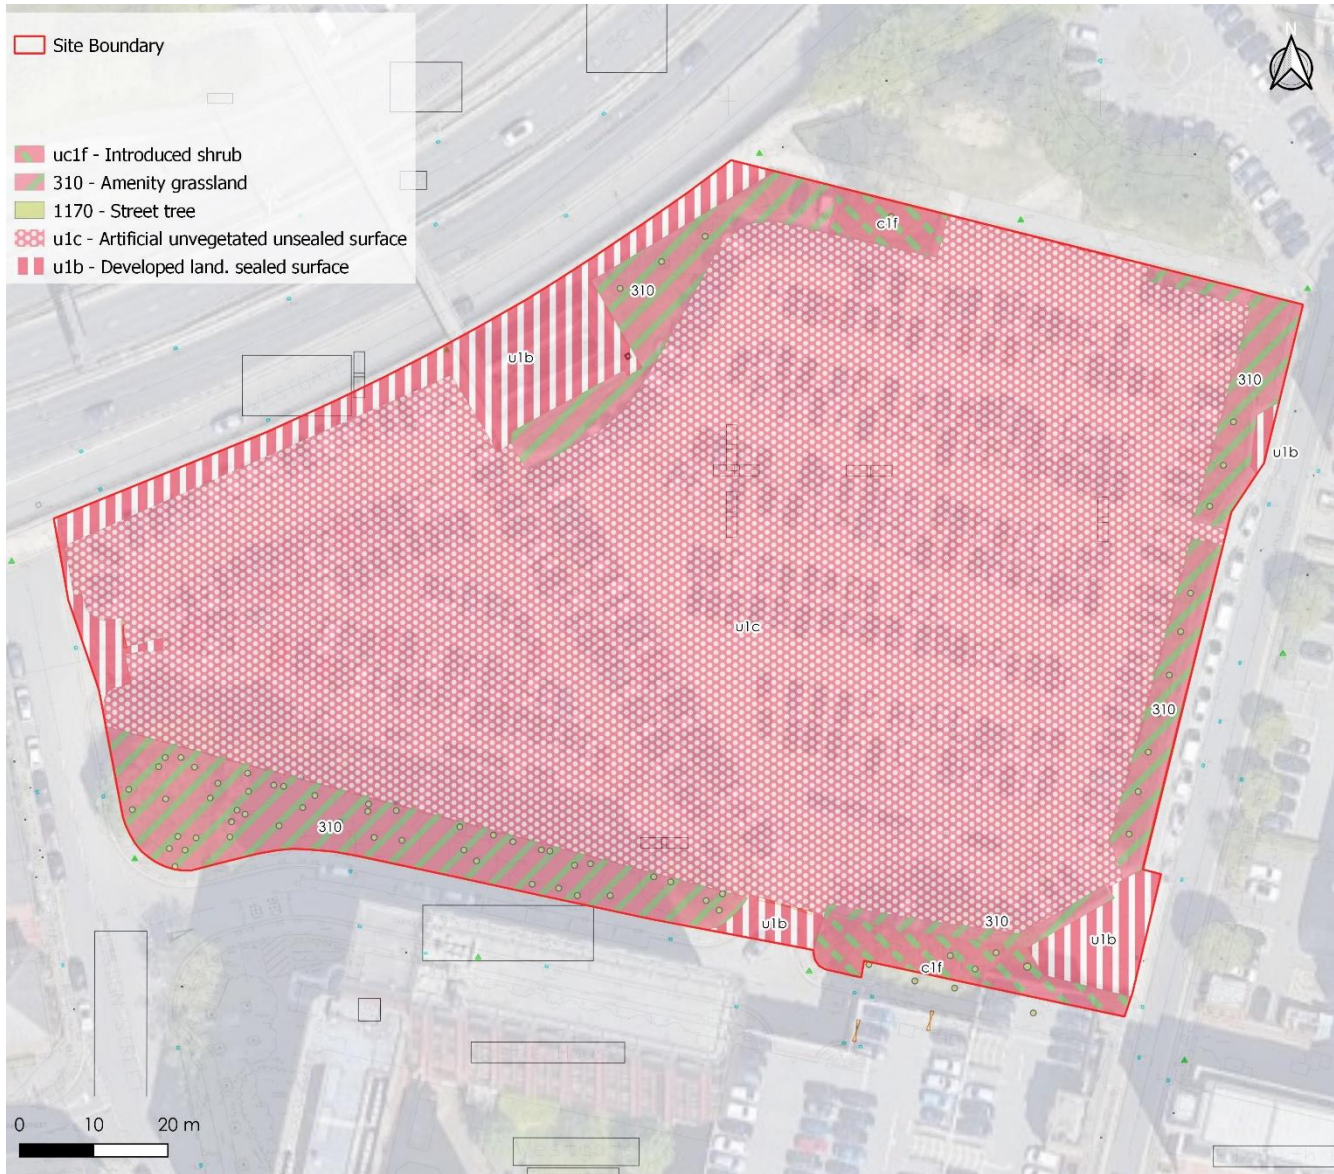 N
Site Boundary
uc1f - Introduced shrub
310 - Amenity grassland
1170 - Street tree
u1c - Artificial unvegetated unsealed surface
u1b - Developed land. sealed surface
c1f
310
u1b
310
u1b
u1c
310
310
310
u1b
u1b
c1f
0 10 20 m